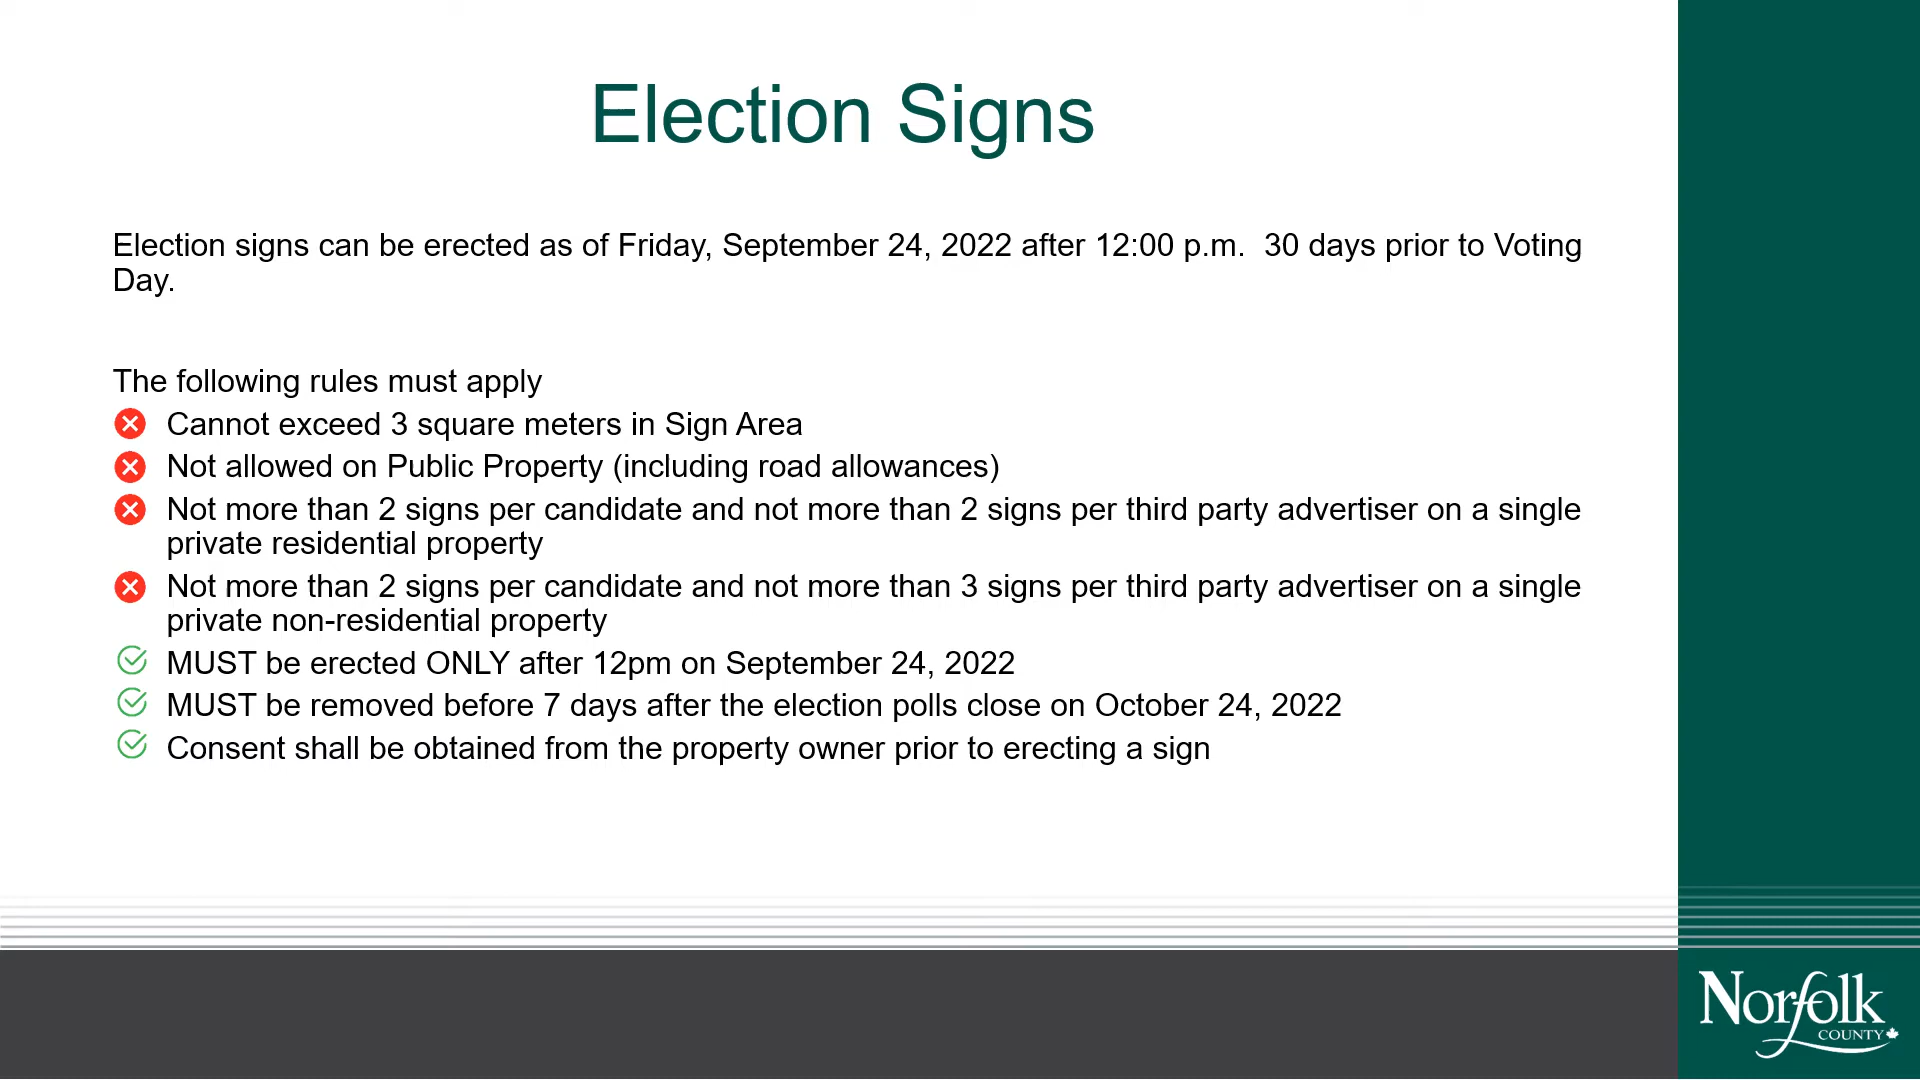 Election Signs
Election signs can be erected as of Friday, September 24, 2022 after 12:00 p.m.  30 days prior to Voting
Day.
The following rules must apply
Cannot exceed 3 square meters in Sign Area
Not allowed on Public Property (including road allowances)
Not more than 2 signs per candidate and not more than 2 signs per third party advertiser on a single
private residential property
Not more than 2 signs per candidate and not more than 3 signs per third party advertiser on a single
private non-residential property
MUST be erected ONLY after 12pm on September 24, 2022
MUST be removed before 7 days after the election polls close on October 24, 2022
Consent shall be obtained from the property owner prior to erecting a sign
Norfolk
COUNTY